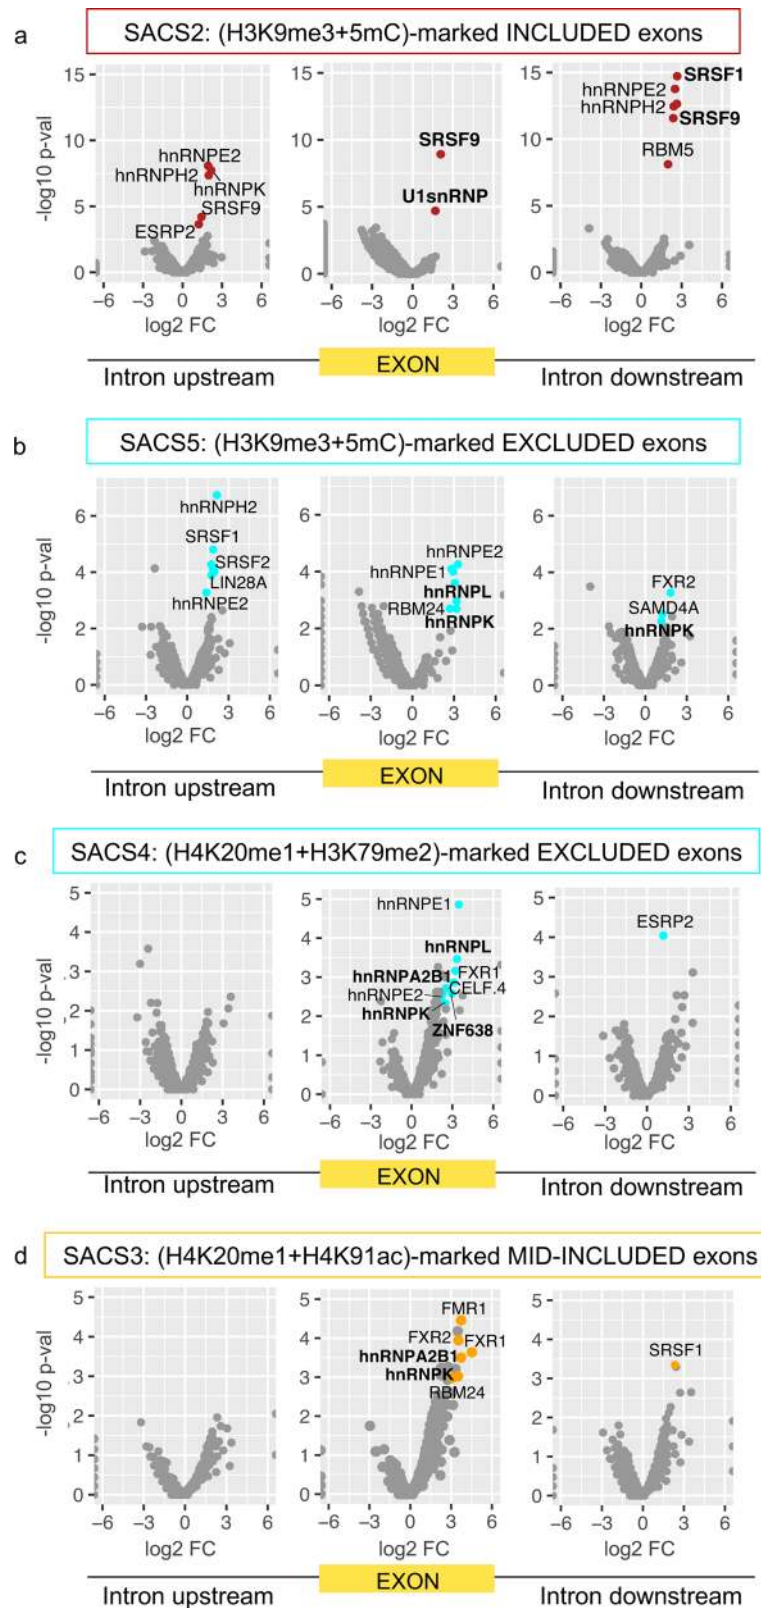 a
SACS2: (H3K9me3+5mC)-marked INCLUDED exons
-log10 p-val
15
10
5
0
hnRNPE2
hnRNPH2
hnRNPK
SRSF9
ESRP2
−6 −3 0 3 6
log2 FC
15
10
5
0
SRSF9
U1snRNP
−6 −3 0 3 6
log2 FC
15
10
5
0
SRSF1
hnRNPE2
hnRNPH2
SRSF9
RBM5
−6 −3 0 3 6
log2 FC
Intron upstream
EXON
Intron downstream
b
SACS5: (H3K9me3+5mC)-marked EXCLUDED exons
-log10 p-val
6
4
2
0
hnRNPH2
SRSF1
SRSF2
LIN28A
hnRNPE2
−6 −3 0 3 6
log2 FC
6
4
2
0
hnRNPE2
hnRNPE1
hnRNPL
RBM24
hnRNPK
−6 −3 0 3 6
log2 FC
6
4
2
0
FXR2
SAMD4A
hnRNPK
−6 −3 0 3 6
log2 FC
Intron upstream
EXON
Intron downstream
c
SACS4: (H4K20me1+H3K79me2)-marked EXCLUDED exons
-log10 p-val
5
4
3
2
1
0
−6 −3 0 3 6
log2 FC
5
4
3
2
1
0
hnRNPE1
hnRNPL
FXR1
hnRNPA2B1
CELF.4
hnRNPE2
hnRNPK
ZNF638
−6 −3 0 3 6
log2 FC
5
4
3
2
1
0
ESRP2
−6 −3 0 3 6
log2 FC
Intron upstream
EXON
Intron downstream
d
SACS3: (H4K20me1+H4K91ac)-marked MID-INCLUDED exons
-log10 p-val
5
4
3
2
1
0
−6 −3 0 3 6
log2 FC
5
4
3
2
1
0
FMR1
FXR2
FXR1
hnRNPA2B1
hnRNPK
RBM24
−6 −3 0 3 6
log2 FC
5
4
3
2
1
0
SRSF1
−6 −3 0 3 6
log2 FC
Intron upstream
EXON
Intron downstream